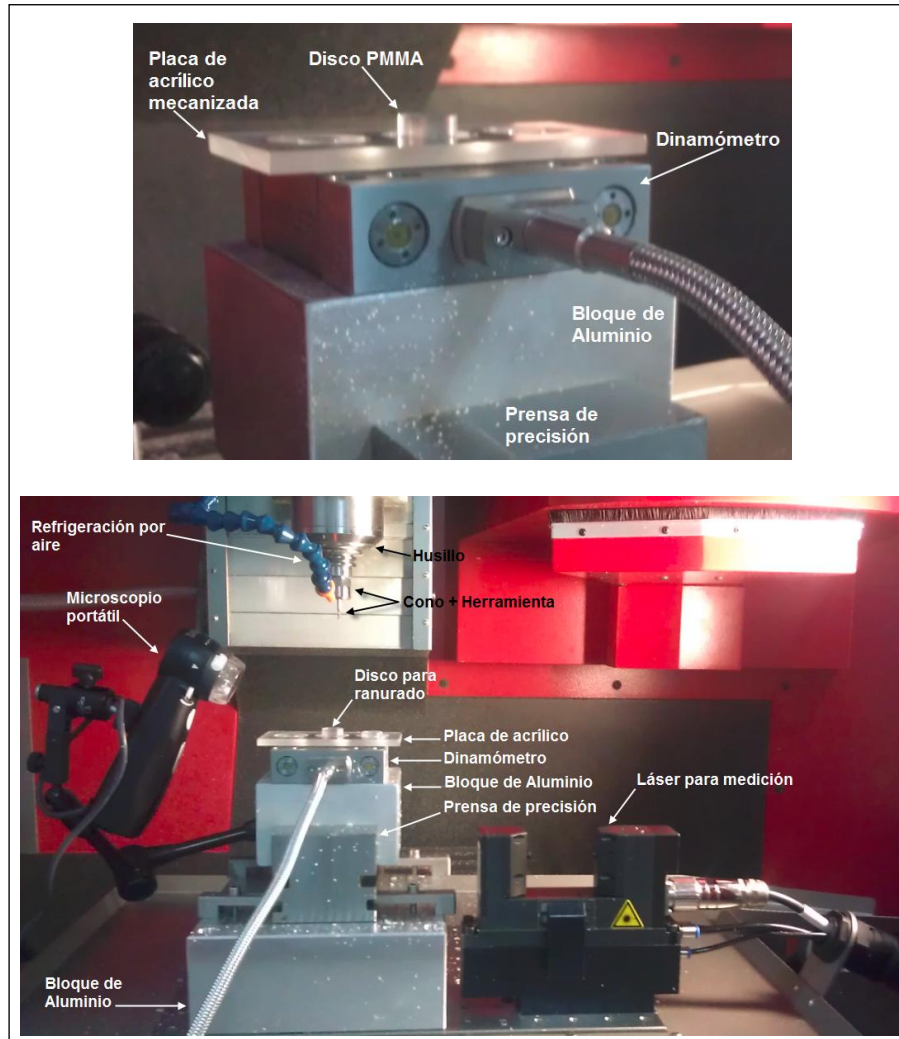 Placa de
acrílico
mecanizada
Disco PMMA
Dinamómetro
Bloque de
Aluminio
Prensa de
precisión
Refrigeración por
aire
Husillo
Cono + Herramienta
Microscopio
portátil
Disco para
ranurado
Placa de acrílico
Dinamómetro
Bloque de Aluminio
Prensa de precisión
Láser para medición
Bloque de
Aluminio